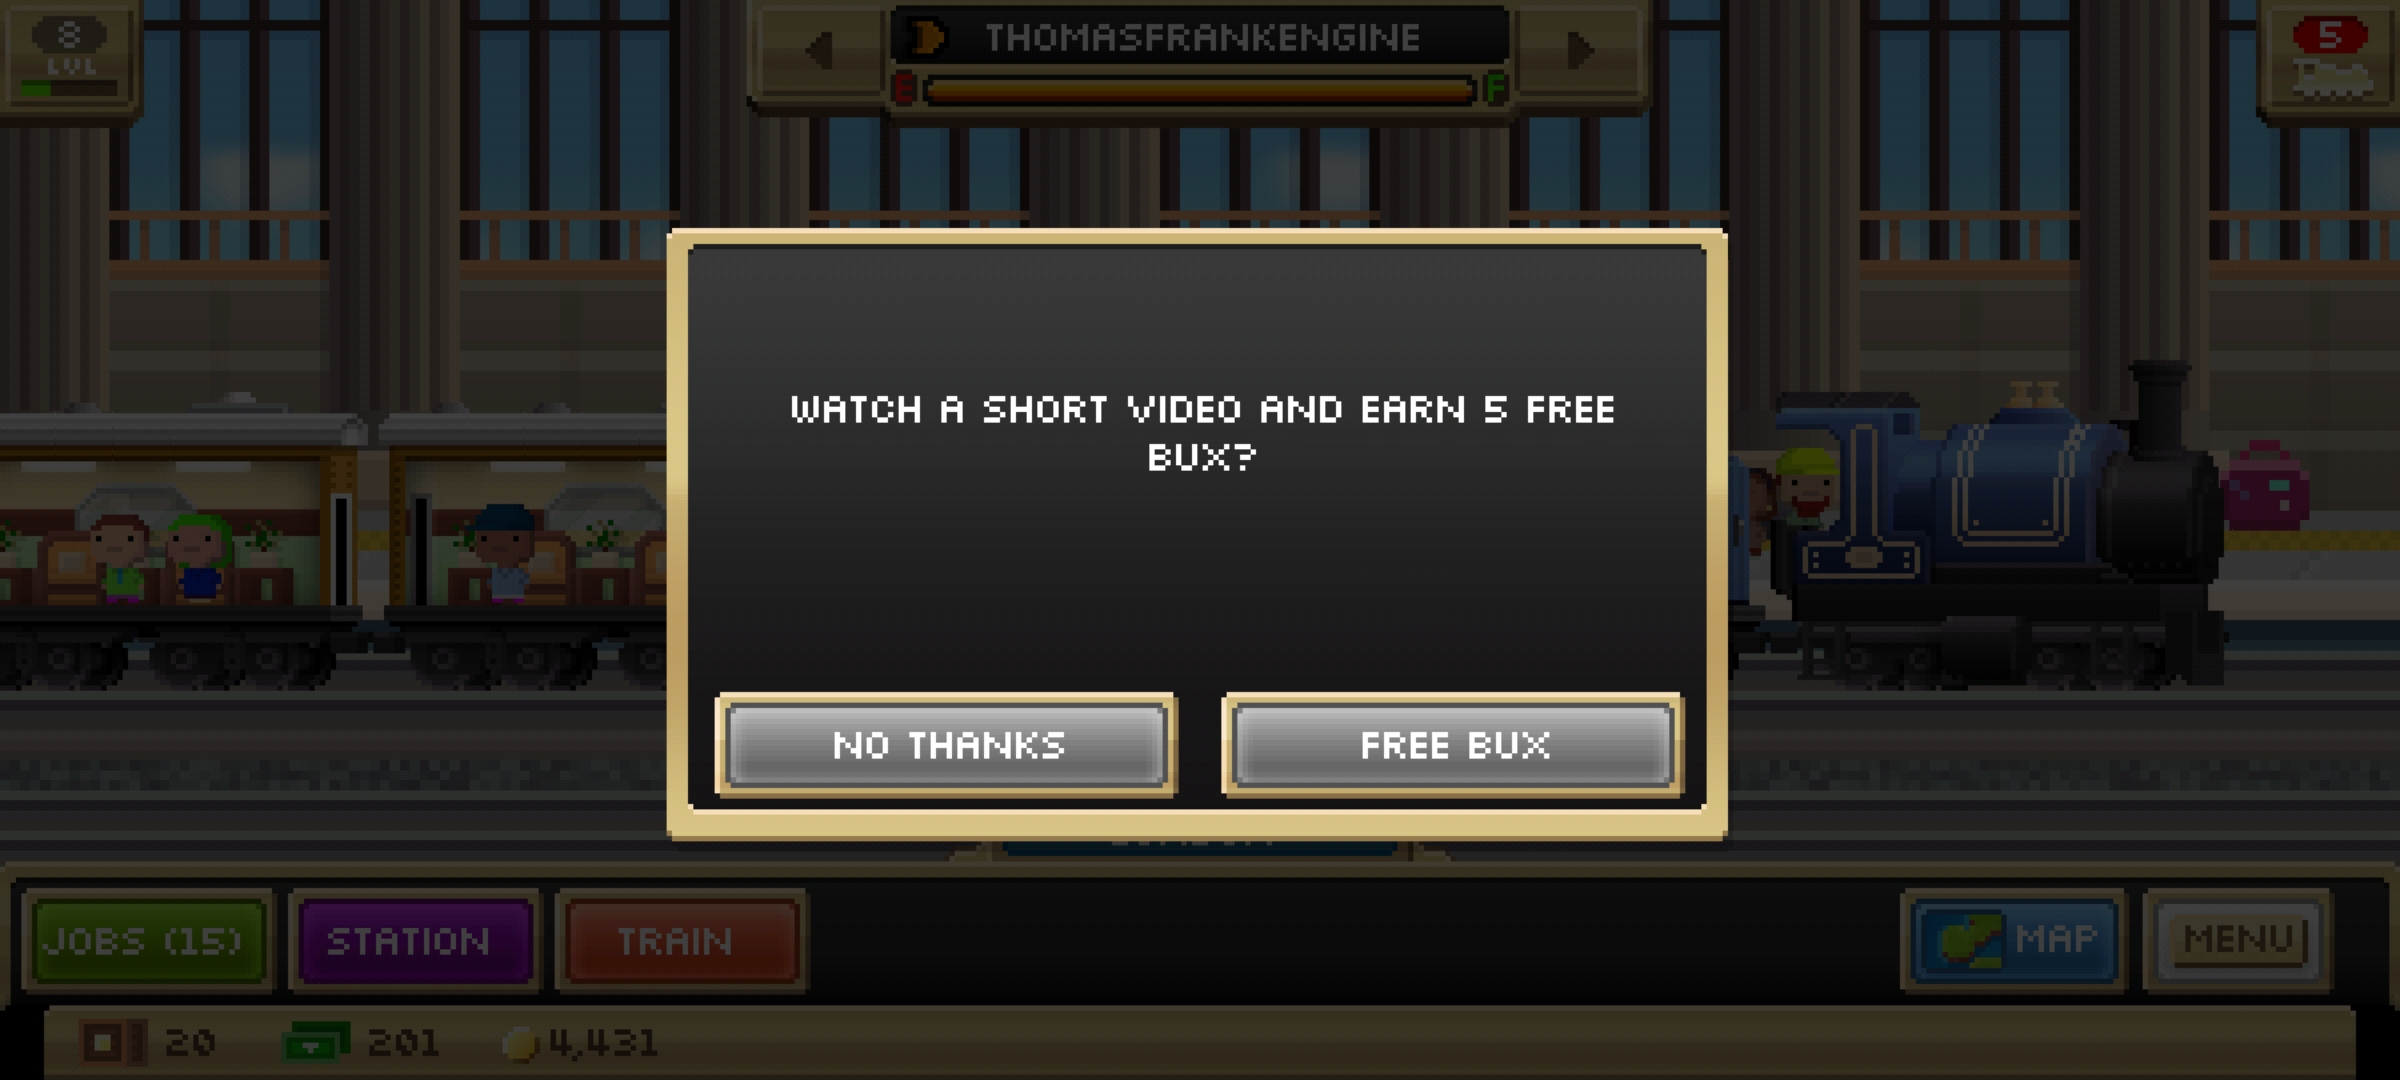 8
LVL
THOMASFRANKENGINE
E
F
5
WATCH A SHORT VIDEO AND EARN 5 FREE
BUX?
NO THANKS
FREE BUX
JOBS (15)
STATION
TRAIN
MAP
MENU
20
201
4,431